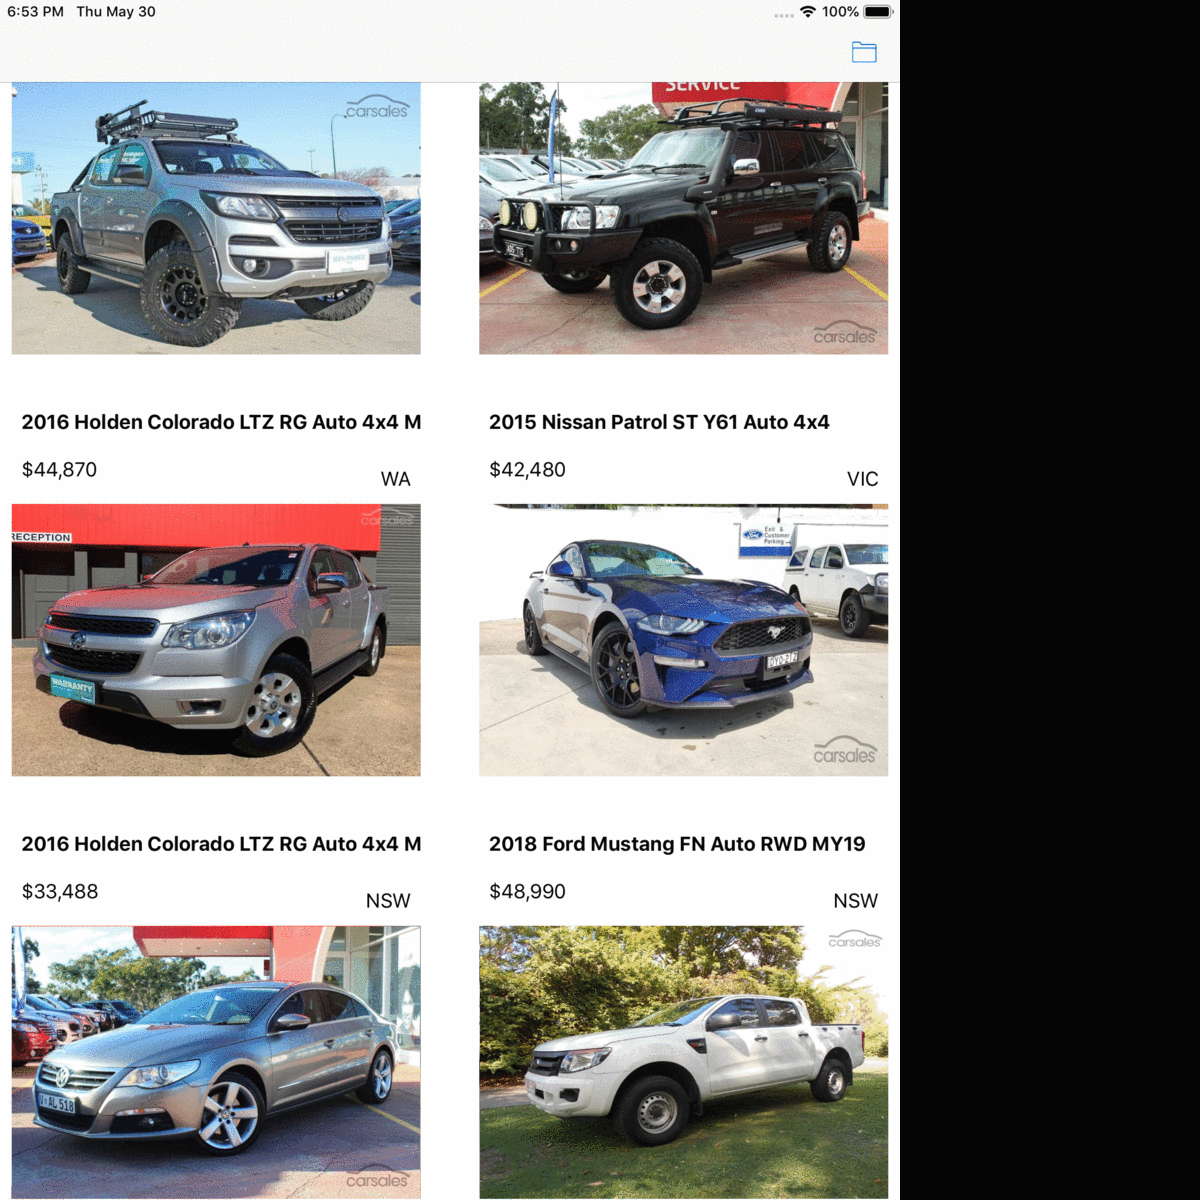 6:53 PM Thu May 30
100%
carsales
SERVICE
carsales
2016 Holden Colorado LTZ RG Auto 4x4 M
2015 Nissan Patrol ST Y61 Auto 4x4
$44,870
WA
$42,480
VIC
carsales
RECEPTION
WARRANTY
Ford
Exit &
Customer
Parking
carsales
2016 Holden Colorado LTZ RG Auto 4x4 M
2018 Ford Mustang FN Auto RWD MY19
$33,488
NSW
$48,990
NSW
carsales
AL 518
carsales